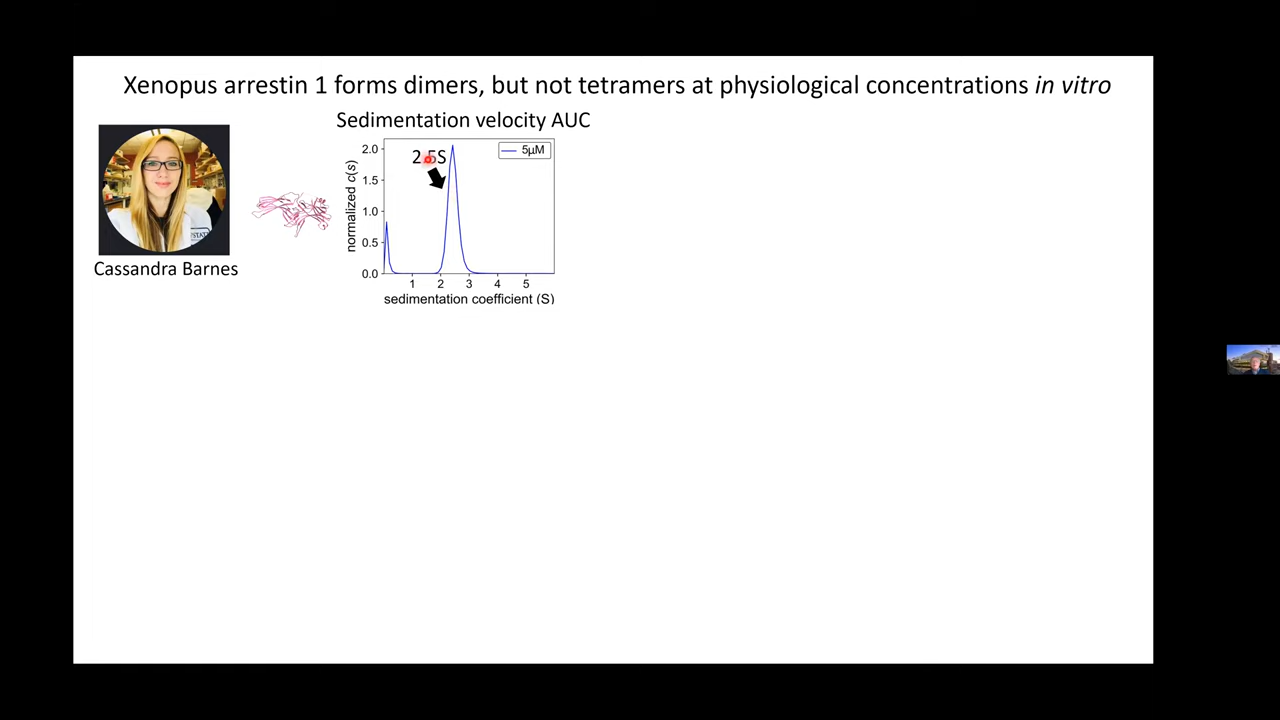 Xenopus arrestin 1 forms dimers, but not tetramers at physiological concentrations in vitro
Sedimentation velocity AUC
Cassandra Barnes
2.5S
5µM
normalized c(s)
2.0
1.5
1.0
0.5
0.0
1 2 3 4 5
sedimentation coefficient (S)